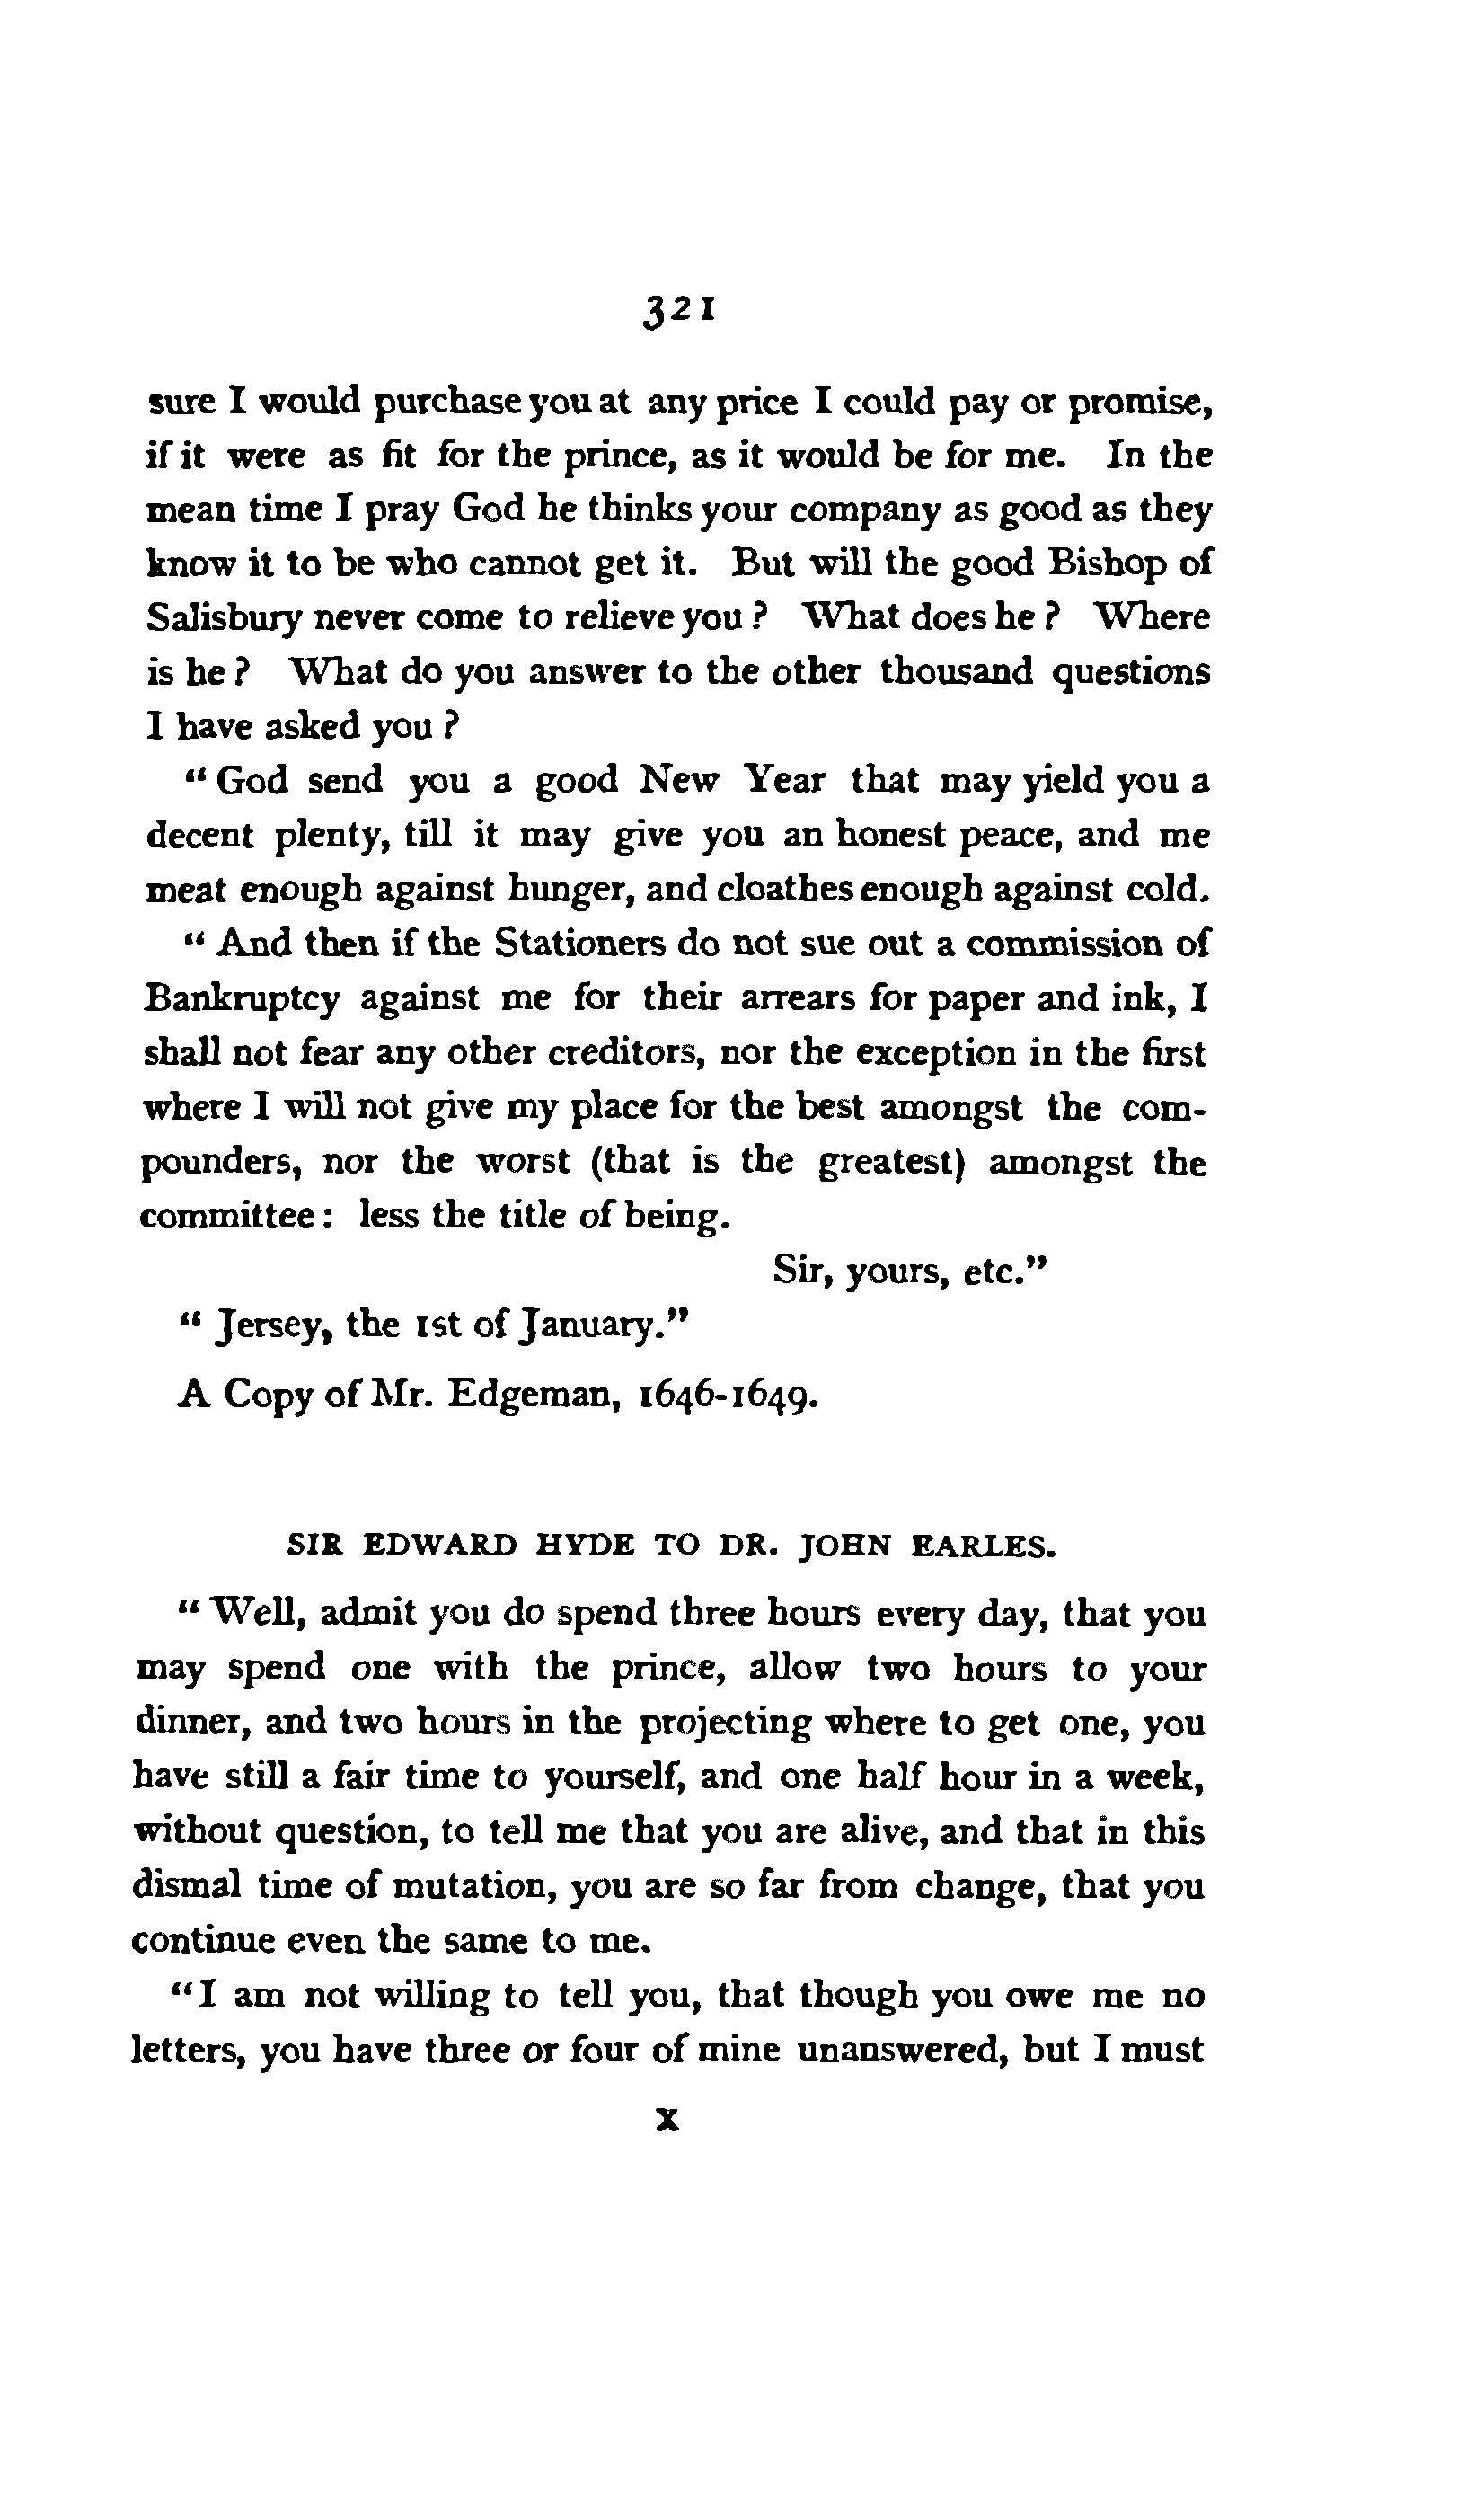 321
sure I would purchase you at any price I could pay or promise,
if it were as fit for the prince, as it would be for me. In the
mean time I pray God he thinks your company as good as they
know it to be who cannot get it. But will the good Bishop of
Salisbury never come to relieve you ? What does he ? Where
is he ? What do you answer to the other thousand questions
I have asked you ?
“ God send you a good New Year that may yield you a
decent plenty, till it may give you an honest peace, and me
meat enough against hunger, and cloathes enough against cold.
“ And then if the Stationers do not sue out a commission of
Bankruptcy against me for their arrears for paper and ink, I
shall not fear any other creditors, nor the exception in the first
where I will not give my place for the best amongst the com-
pounders, nor the worst (that is the greatest) amongst the
committee : less the title of being.
Sir, yours, etc.”
“ Jersey, the 1st of January.”
A Copy of Mr. Edgeman, 1646-1649.
SIR EDWARD HYDE TO DR. JOHN EARLES.
“ Well, admit you do spend three hours every day, that you
may spend one with the prince, allow two hours to your
dinner, and two hours in the projecting where to get one, you
have still a fair time to yourself, and one half hour in a week,
without question, to tell me that you are alive, and that in this
dismal time of mutation, you are so far from change, that you
continue even the same to me.
“ I am not willing to tell you, that though you owe me no
letters, you have three or four of mine unanswered, but I must
X